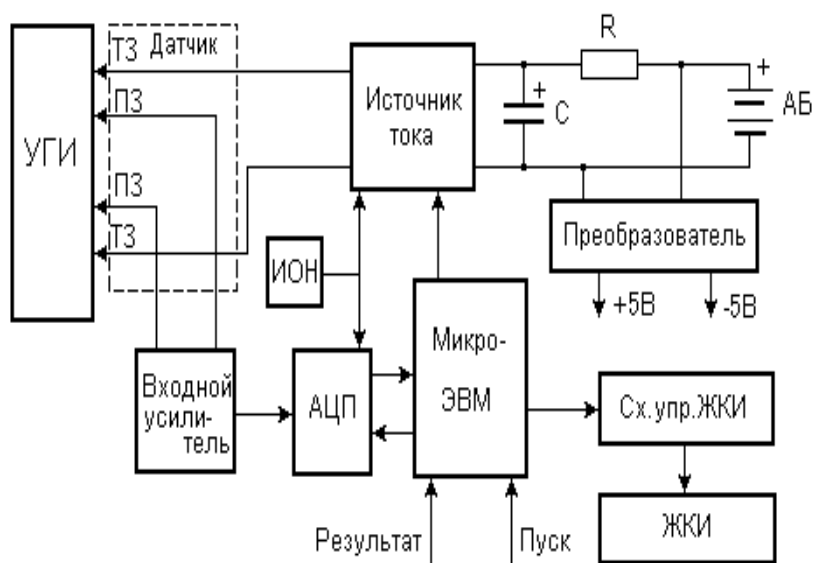 ТЗ
Датчик
R
+
ПЗ
Источник
тока
+
С
АБ
УГИ
ПЗ
ТЗ
Преобразователь
ИОН
+5В
-5В
Микро-
ЭВМ
Входной
усили-
тель
АЦП
Сх.упр.ЖКИ
Результат
Пуск
ЖКИ